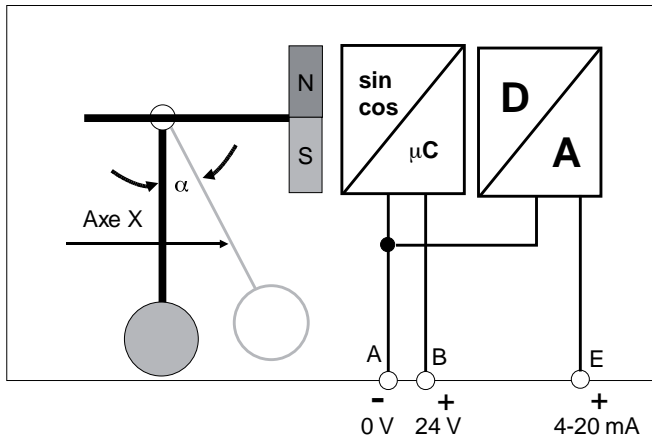 N
S
sin
cos
μC
D
A
α
Axe X
A
B
E
-
+
+
0 V
24 V
4-20 mA